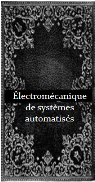 Électromécanique
de systèmes
automatisés